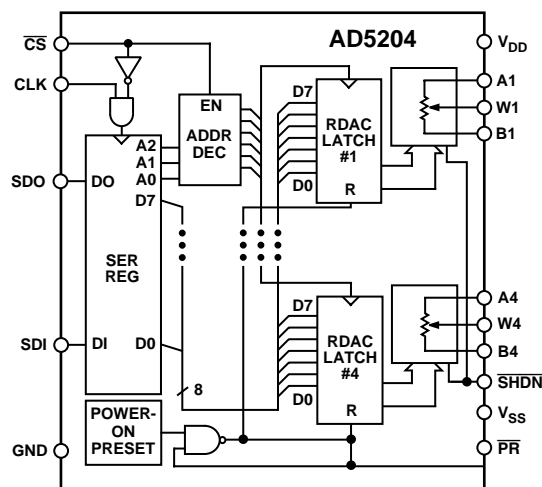 AD5204
CS
CLK
SDO
SDI
GND
EN
ADDR
DEC
A2
A1
A0
D7
DO
SER
REG
DI
D0
8
POWER-
ON
PRESET
D7
RDAC
LATCH
#1
D0
R
D7
RDAC
LATCH
#4
D0
R
VDD
A1
W1
B1
A4
W4
B4
SHDN
VSS
PR